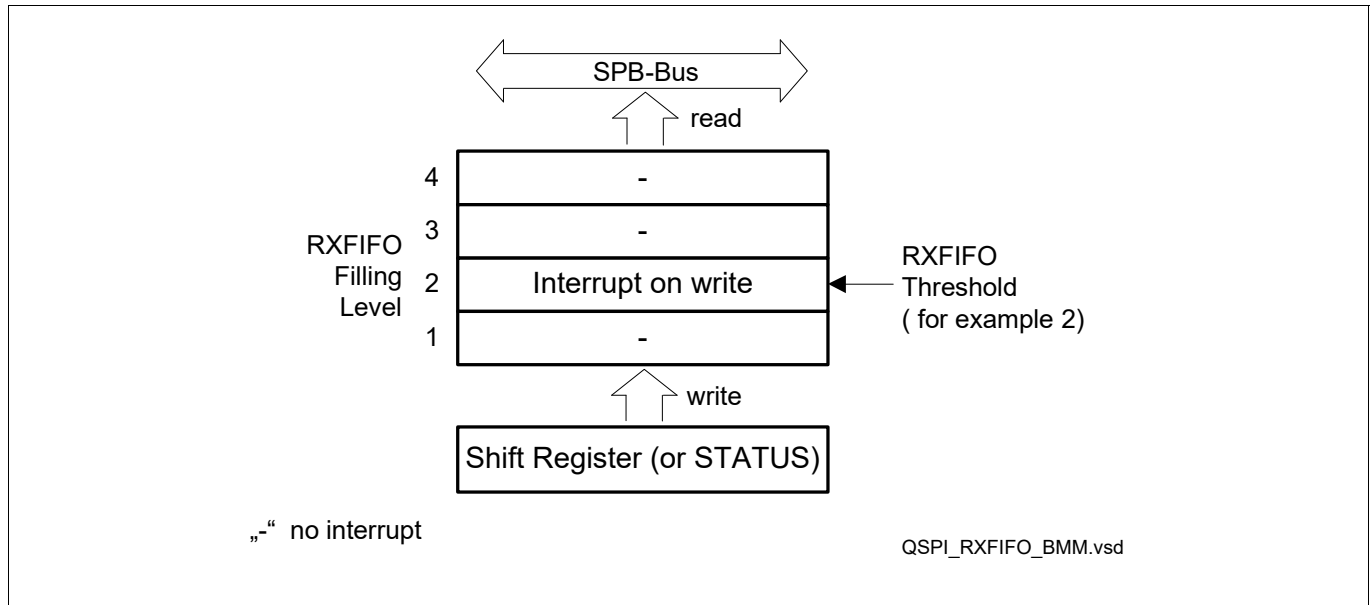 SPB-Bus
read
4
-
3
-
RXFIFO
Filling
Level
2
Interrupt on write
RXFIFO
Threshold
( for example 2)
1
-
write
Shift Register (or STATUS)
„-“ no interrupt
QSPI_RXFIFO_BMM.vsd